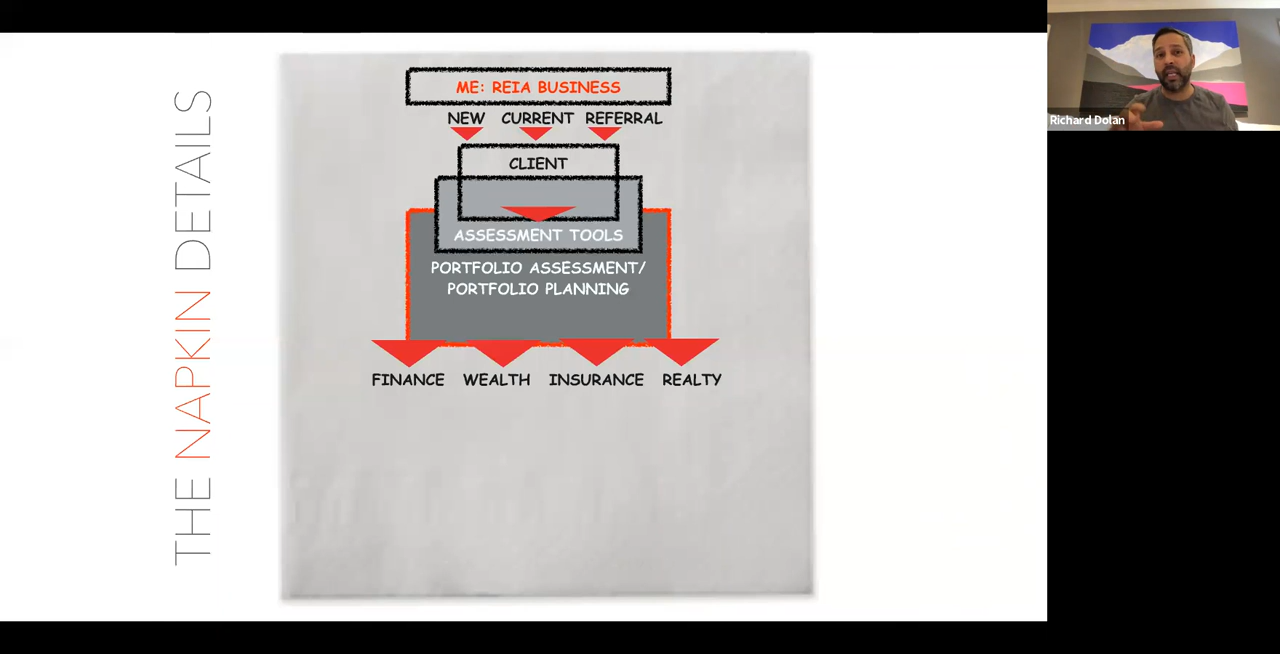 THE NAPKIN DETAILS
ME: REIA BUSINESS
NEW CURRENT REFERRAL
CLIENT
ASSESSMENT TOOLS
PORTFOLIO ASSESSMENT/
PORTFOLIO PLANNING
FINANCE WEALTH INSURANCE REALTY
Richard Dolan